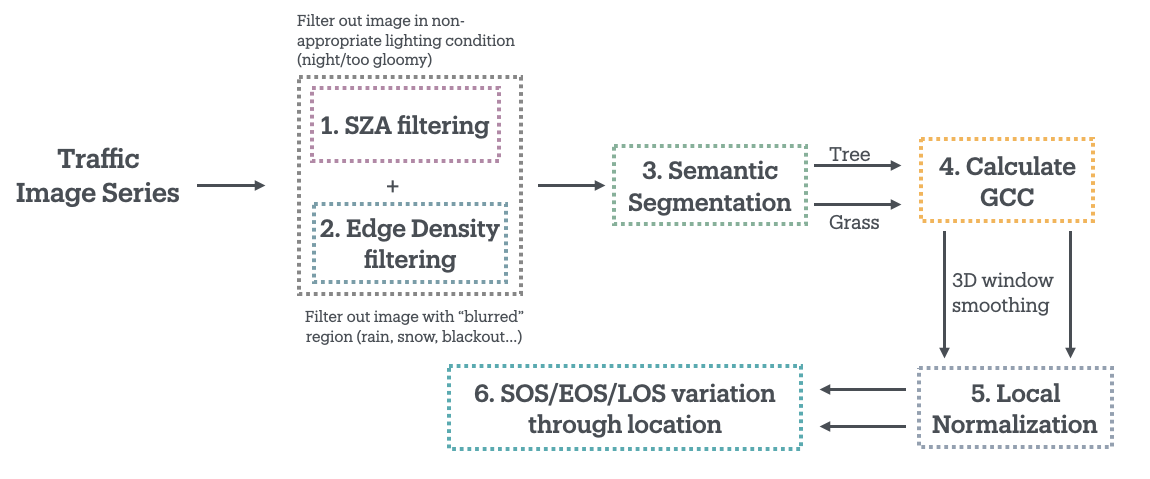 Filter out image in non-
appropriate lighting condition
(night/too gloomy)
Traffic
Image Series
1. SZA filtering
+
2. Edge Density
filtering
Filter out image with “blurred”
region (rain, snow, blackout...)
3. Semantic
Segmentation
Tree
Grass
4. Calculate
GCC
3D window
smoothing
5. Local
Normalization
6. SOS/EOS/LOS variation
through location